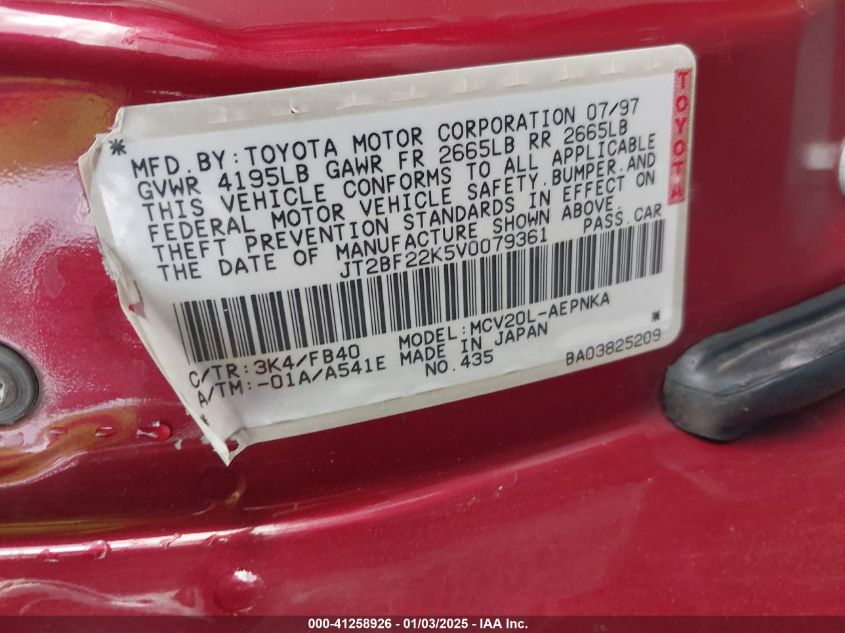 MFD. BY: TOYOTA MOTOR CORPORATION 07/97
GVWR 4195LB GAWR FR 2665LB RR 2665LB
THIS VEHICLE CONFORMS TO ALL APPLICABLE
FEDERAL MOTOR VEHICLE SAFETY, BUMPER, AND
THEFT PREVENTION STANDARDS IN EFFECT ON
THE DATE OF MANUFACTURE SHOWN ABOVE.
JT2BF22K5V0079361 PASS. CAR
TOYOTA
C/TR: 3K4/FB40 MODEL: MCV20L-AEPNKA
A/TM: -01A/A541E MADE IN JAPAN
NO. 435 BA03825209
000-41258926 - 01/03/2025 - IAA Inc.